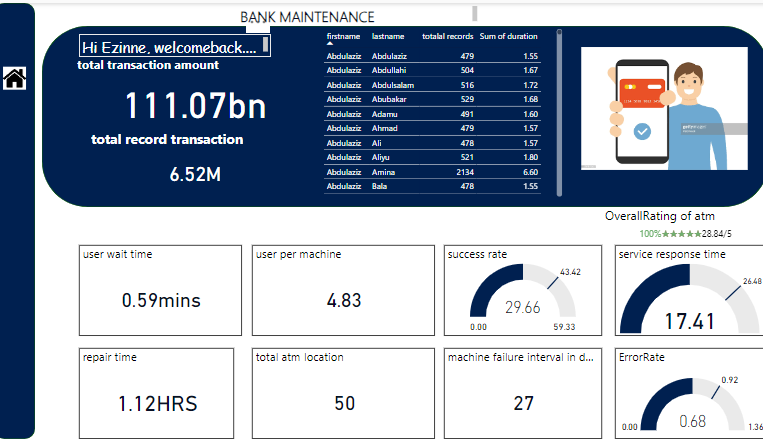 BANK MAINTENANCE
Hi Ezinne, welcomeback....
total transaction amount
111.07bn
total record transaction
6.52M
firstname lastname totalal records Sum of duration
Abdulaziz Abdulaziz 479 1.55
Abdulaziz Abdullahi 504 1.67
Abdulaziz Abdulsalam 516 1.72
Abdulaziz Abubakar 529 1.68
Abdulaziz Adamu 491 1.60
Abdulaziz Ahmad 479 1.57
Abdulaziz Ali 478 1.57
Abdulaziz Aliyu 521 1.80
Abdulaziz Amina 2134 6.60
Abdulaziz Bala 478 1.55
OverallRating of atm
100%★★★★★28.84/5
user wait time
0.59mins
user per machine
4.83
success rate
43.42
29.66
0.00 59.33
service response time
26.48
17.41
repair time
1.12HRS
total atm location
50
machine failure interval in d...
27
ErrorRate
0.92
0.68
0.00 1.36